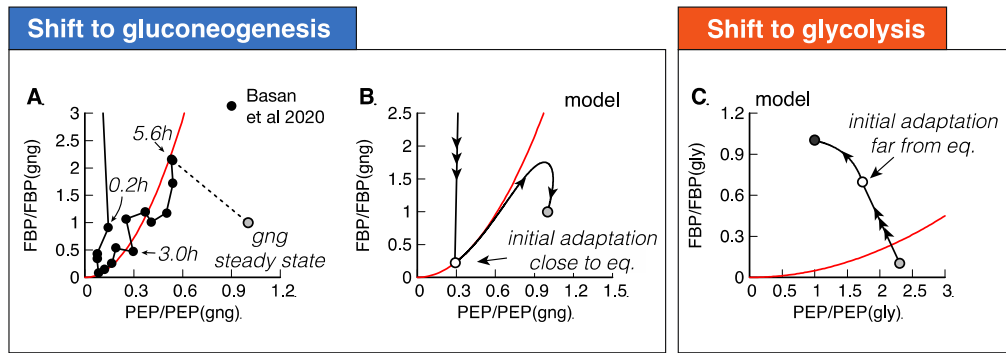 Shift to gluconeogenesis
Shift to glycolysis
A.
Basan
et al 2020
3
2.5
2
1.5
1
0.5
0
FBP/FBP(gng)
5.6h
0.2h
3.0h
gng
steady state
0 0.3 0.6 0.9 1.2
PEP/PEP(gng)
B.
model
2.5
2.0
1.5
1.0
0.5
0
FBP/FBP(gng)
initial adaptation
close to eq.
0 0.3 0.6 0.9 1.2 1.5
PEP/PEP(gng)
C.
model
1.2
0.9
0.6
0.3
0
FBP/FBP(gly)
initial adaptation
far from eq.
0 1 1.5 2 2.5 3
PEP/PEP(gly)